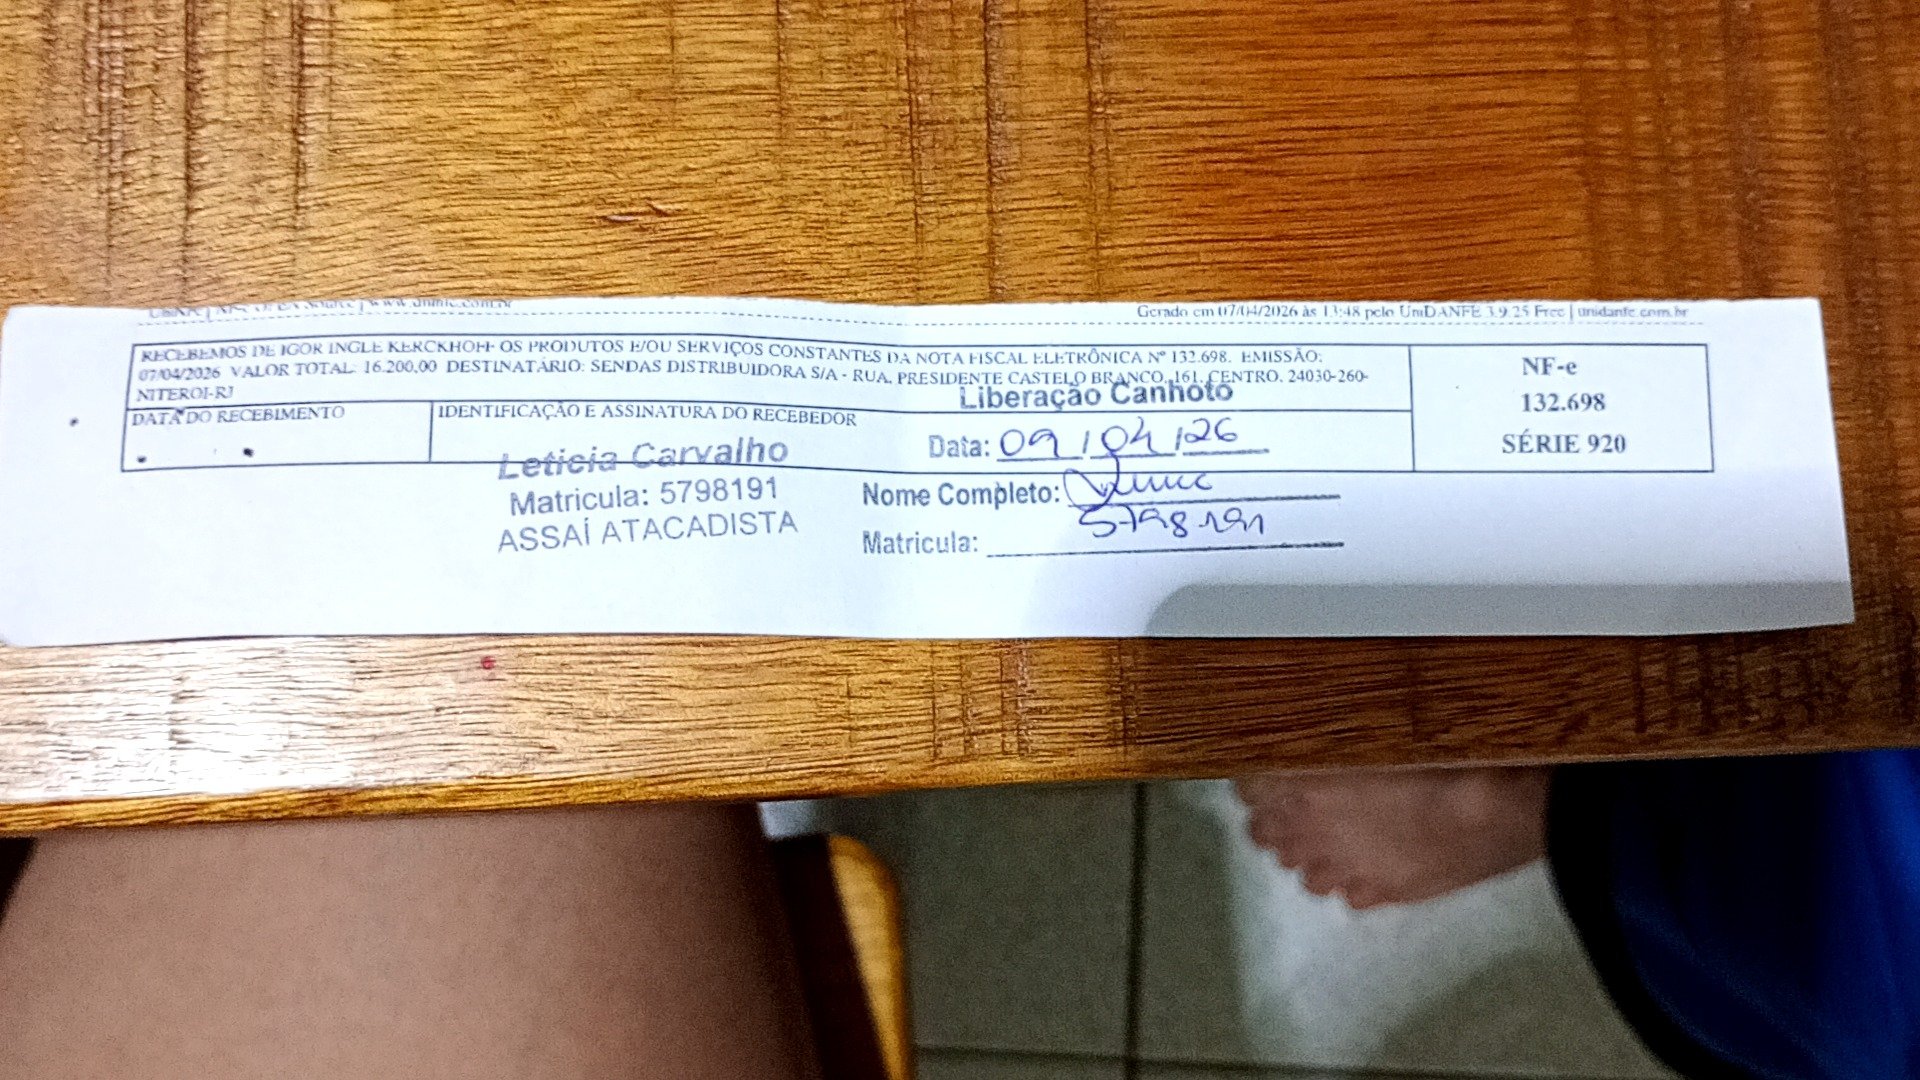 www.dnfnfe.com.br
Gerado em 07/04/2026 às 13:48 pelo UniDANFE 3.9.25 Free | unidanfe.com.br
RECEBEMOS DE IGOR INGLE KERCKHOFF OS PRODUTOS E/OU SERVIÇOS CONSTANTES DA NOTA FISCAL ELETRÔNICA Nº 132.698. EMISSÃO:
07/04/2026 VALOR TOTAL: 16.200,00 DESTINATÁRIO: SENDAS DISTRIBUIDORA S/A - RUA. PRESIDENTE CASTELO BRANCO, 161, CENTRO, 24030-260-
NITEROI-RJ
DATA DO RECEBIMENTO
IDENTIFICAÇÃO E ASSINATURA DO RECEBEDOR
Leticia Carvalho
Matricula: 5798191
ASSAÍ ATACADISTA
Liberação Canhoto
Data: 09/04/26
Nome Completo:
5798191
Matricula:
NF-e
132.698
SÉRIE 920